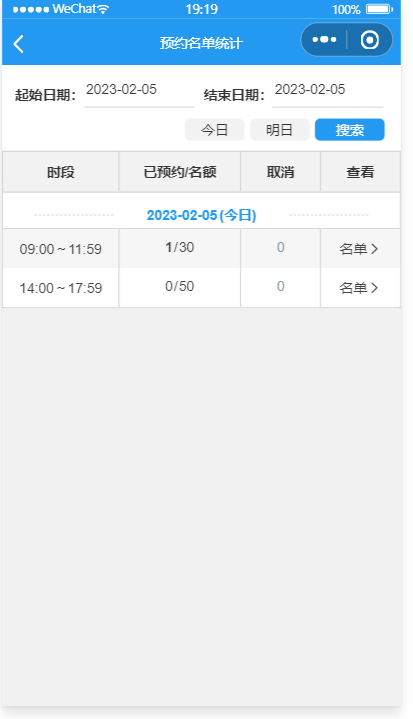 WeChat 19:19 100%
预约名单统计
起始日期: 2023-02-05 结束日期: 2023-02-05
今日 明日 搜索
时段 已预约/名额 取消 查看
2023-02-05(今日)
09:00~11:59 1/30 0 名单
14:00~17:59 0/50 0 名单